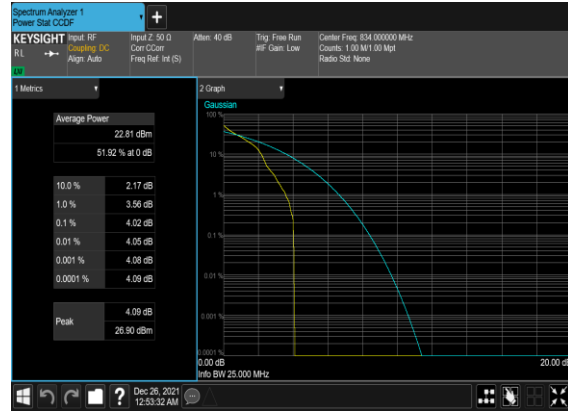 Spectrum Analyzer 1
Power Stat CCDF
KEYSIGHT
RL
LM
Input: RF
Coupling: DC
Align: Auto
Input Z: 50 Ω
Corr CCorr
Freq Ref: Int (S)
Atten: 40 dB
Trig: Free Run
#IF Gain: Low
Center Freq: 834.000000 MHz
Counts: 1.00 M/1.00 Mpt
Radio Std: None
1 Metrics
Average Power
22.81 dBm
51.92 % at 0 dB
10.0 % 2.17 dB
1.0 % 3.56 dB
0.1 % 4.02 dB
0.01 % 4.05 dB
0.001 % 4.08 dB
0.0001 % 4.09 dB
Peak 4.09 dB
26.90 dBm
2 Graph
Gaussian
100 %
10 %
1 %
0.1 %
0.01 %
0.001 %
0.0001 %
0.00 dB 20.00 dB
Info BW 25.000 MHz
? Dec 26, 2021
12:53:32 AM